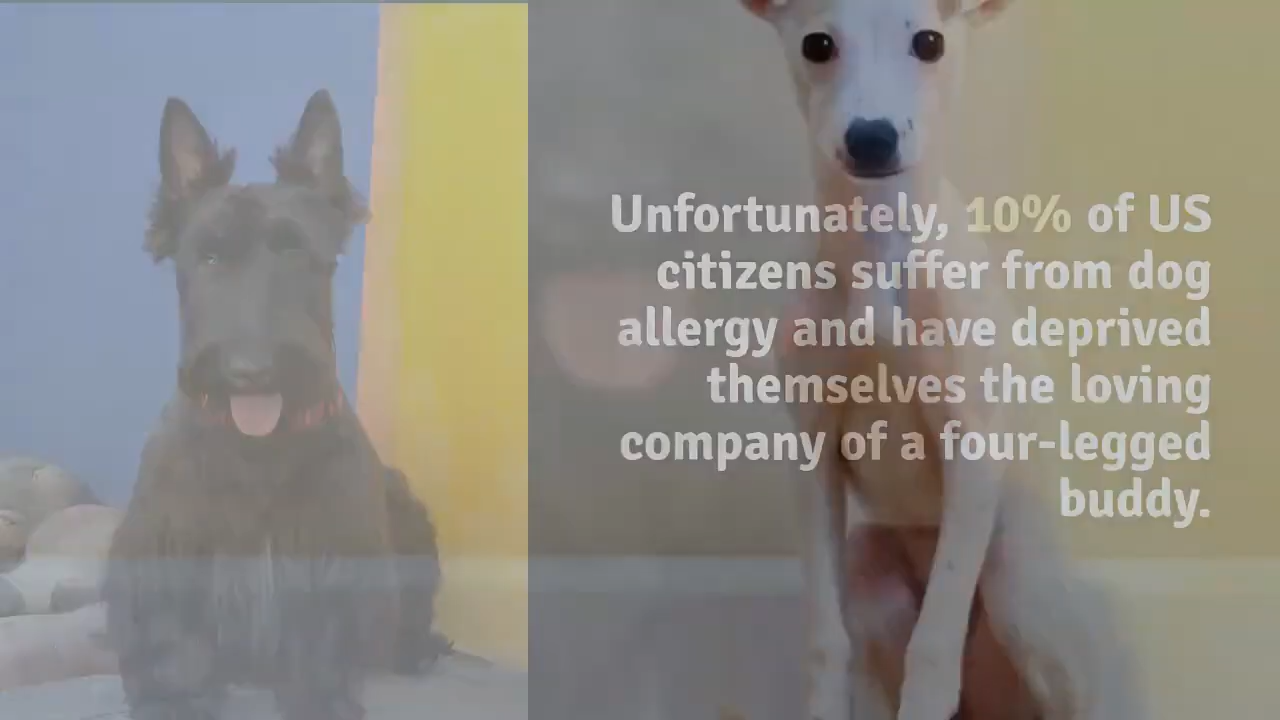 Unfortunately, 10% of US
citizens suffer from dog
allergy and have deprived
themselves the loving
company of a four-legged
buddy.